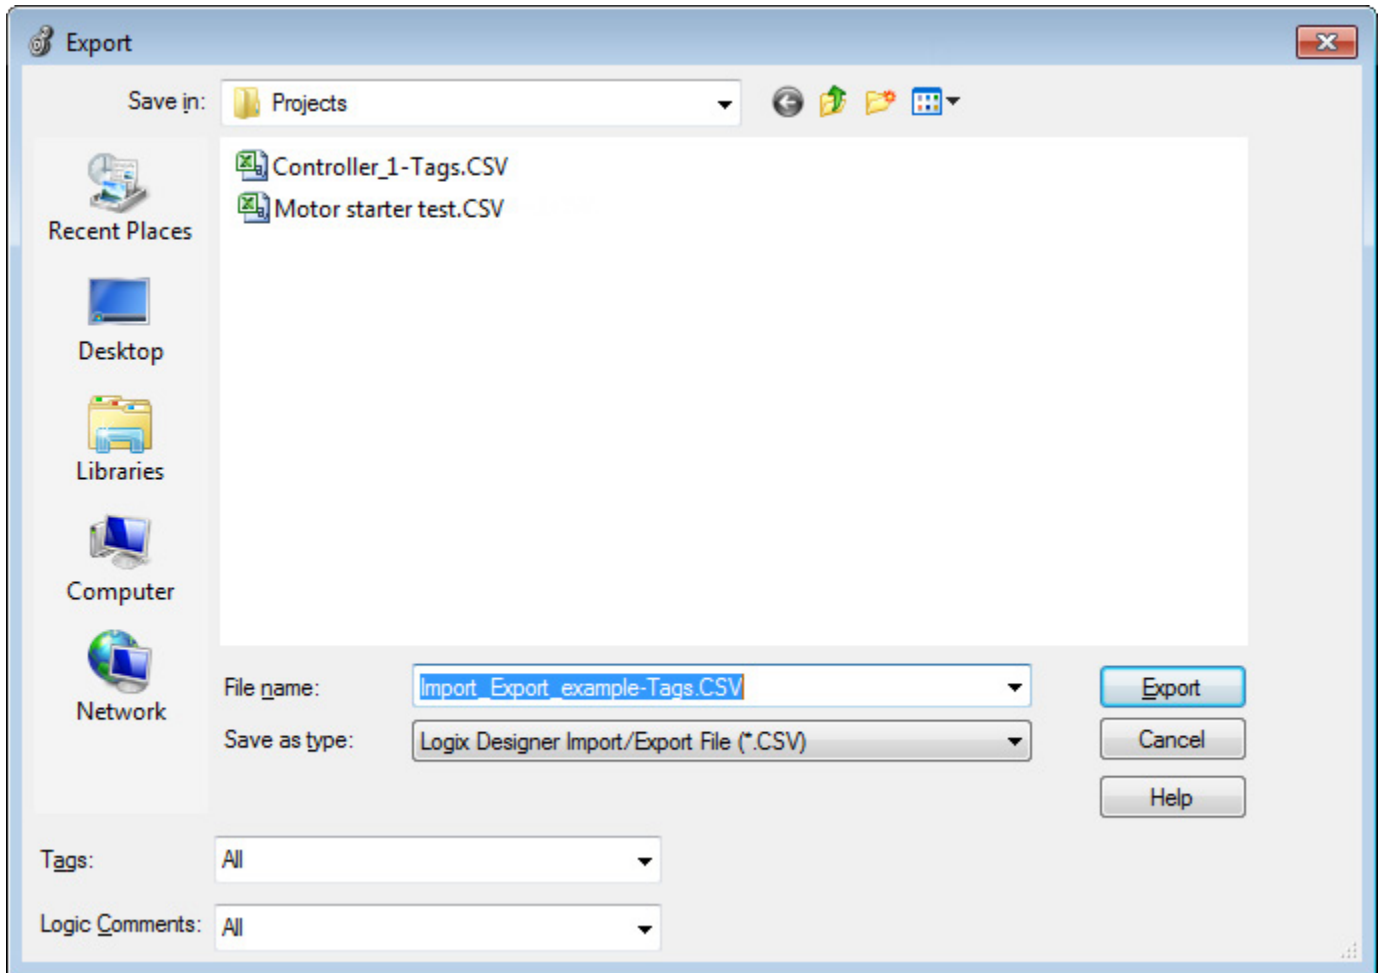 Export
Save in: Projects
Controller_1-Tags.CSV
Motor starter test.CSV
Recent Places
Desktop
Libraries
Computer
Network
File name: Import_Export_example-Tags.CSV Export
Save as type: Logix Designer Import/Export File (*.CSV) Cancel
Help
Tags: All
Logic Comments: All